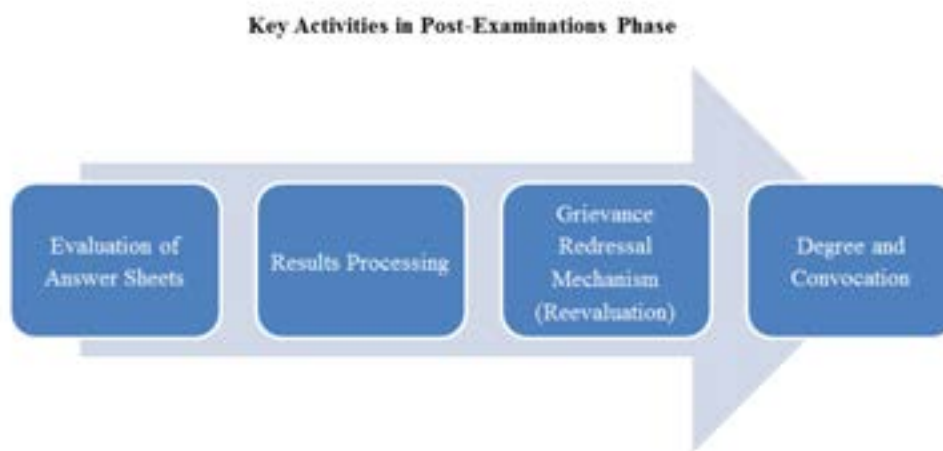 Key Activities in Post-Examinations Phase
Evaluation of
Answer Sheets
Results Processing
Grievance
Redressal
Mechanism
(Reevaluation)
Degree and
Convocation